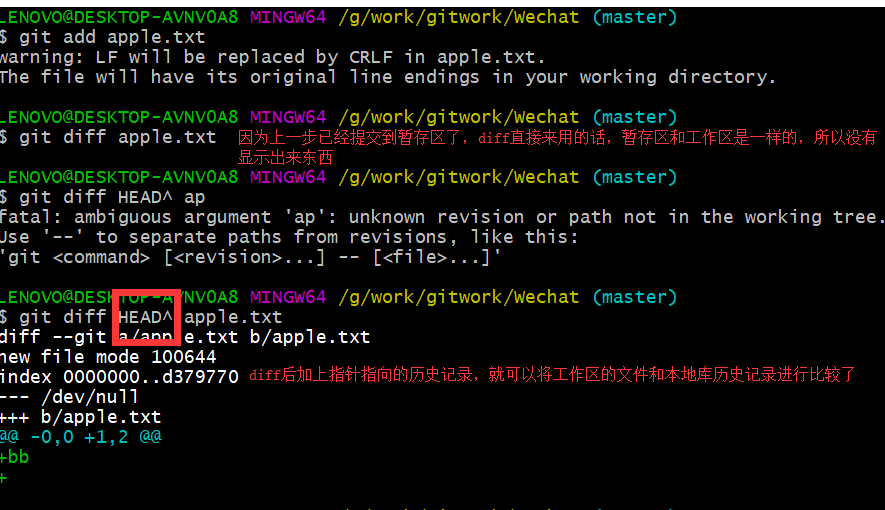 LENOVO@DESKTOP-AVNV0A8 MINGW64 /g/work/gitwork/Wechat (master)
$ git add apple.txt
warning: LF will be replaced by CRLF in apple.txt.
The file will have its original line endings in your working directory.
LENOVO@DESKTOP-AVNV0A8 MINGW64 /g/work/gitwork/Wechat (master)
$ git diff apple.txt 因为上一步已经提交到暂存区了，diff直接来用的话，暂存区和工作区是一样的，所以没有
显示出来东西
LENOVO@DESKTOP-AVNV0A8 MINGW64 /g/work/gitwork/Wechat (master)
$ git diff HEAD^ ap
fatal: ambiguous argument 'ap': unknown revision or path not in the working tree.
Use '--' to separate paths from revisions, like this:
'git <command> [<revision>...] -- [<file>...]'
LENOVO@DESKTOP-AVNV0A8 MINGW64 /g/work/gitwork/Wechat (master)
$ git diff HEAD^ apple.txt
diff --git a/apple.txt b/apple.txt
new file mode 100644
index 0000000..d379770 diff后加上指针指向的历史记录，就可以将工作区的文件和本地库历史记录进行比较了
--- /dev/null
+++ b/apple.txt
@@ -0,0 +1,2 @@
+bb
+